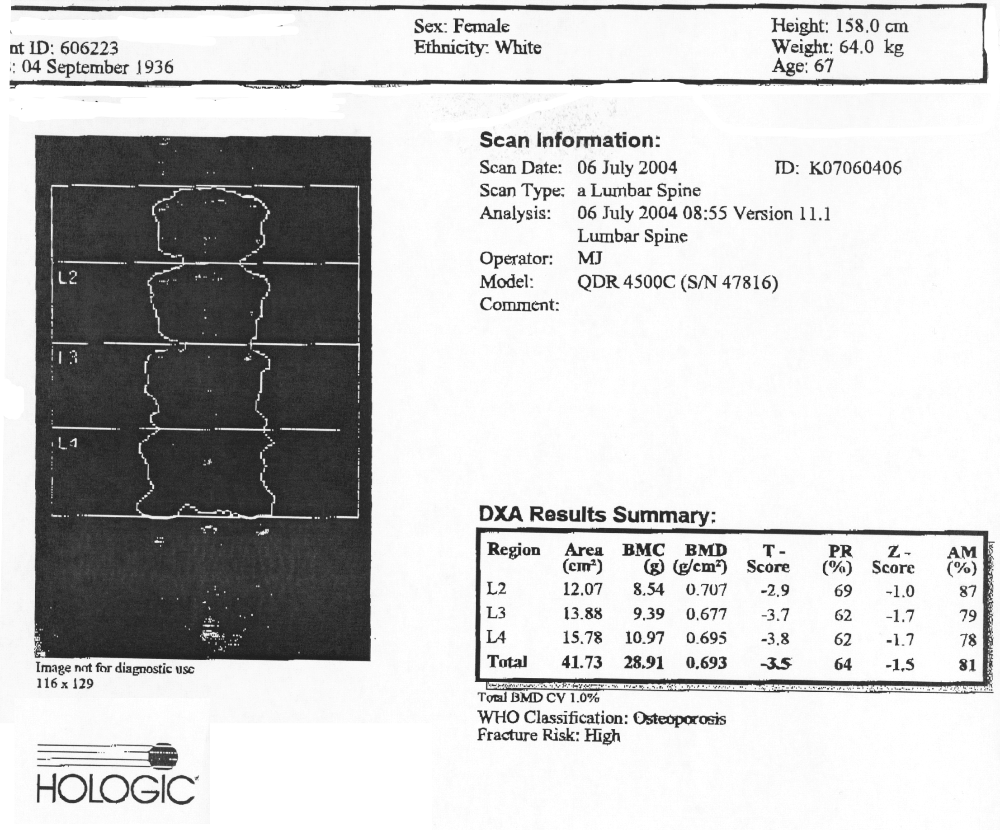 Sex: Female
Height: 158.0 cm
nt ID: 606223
Ethnicity: White
Weight: 64.0 kg
: 04 September 1936
Age: 67
Scan Information:
Scan Date: 06 July 2004 ID: K07060406
Scan Type: a Lumbar Spine
Analysis: 06 July 2004 08:55 Version 11.1
Lumbar Spine
Operator: MJ
Model: QDR 4500C (S/N 47816)
Comment:
L2
L3
L4
Image not for diagnostic use
116 x 129
DXA Results Summary:
Region Area BMC BMD T - PR Z - AM
(cm²) (g) (g/cm²) Score (%) Score (%)
L2 12.07 8.54 0.707 -2.9 69 -1.0 87
L3 13.88 9.39 0.677 -3.7 62 -1.7 79
L4 15.78 10.97 0.695 -3.8 62 -1.7 78
Total 41.73 28.91 0.693 -3.5 64 -1.5 81
Total BMD CV 1.0%
WHO Classification: Osteoporosis
Fracture Risk: High
HOLOGIC